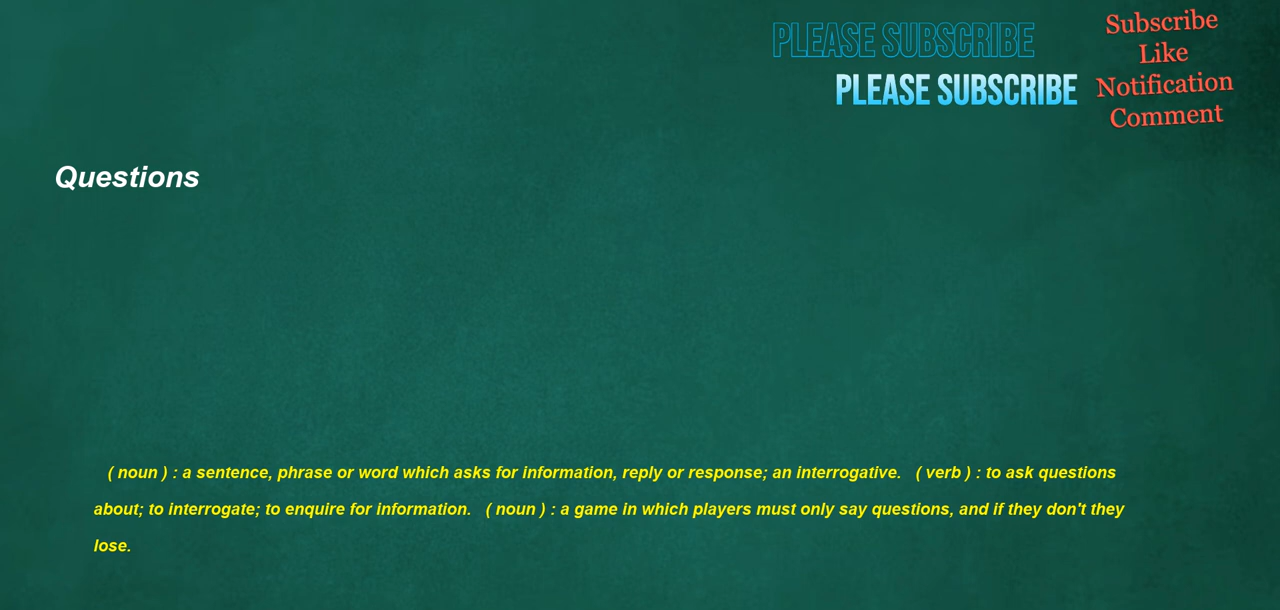 PLEASE SUBSCRIBE
PLEASE SUBSCRIBE
Subscribe
Like
Notification
Comment
Questions
( noun ) : a sentence, phrase or word which asks for information, reply or response; an interrogative. ( verb ) : to ask questions
about; to interrogate; to enquire for information. ( noun ) : a game in which players must only say questions, and if they don't they
lose.